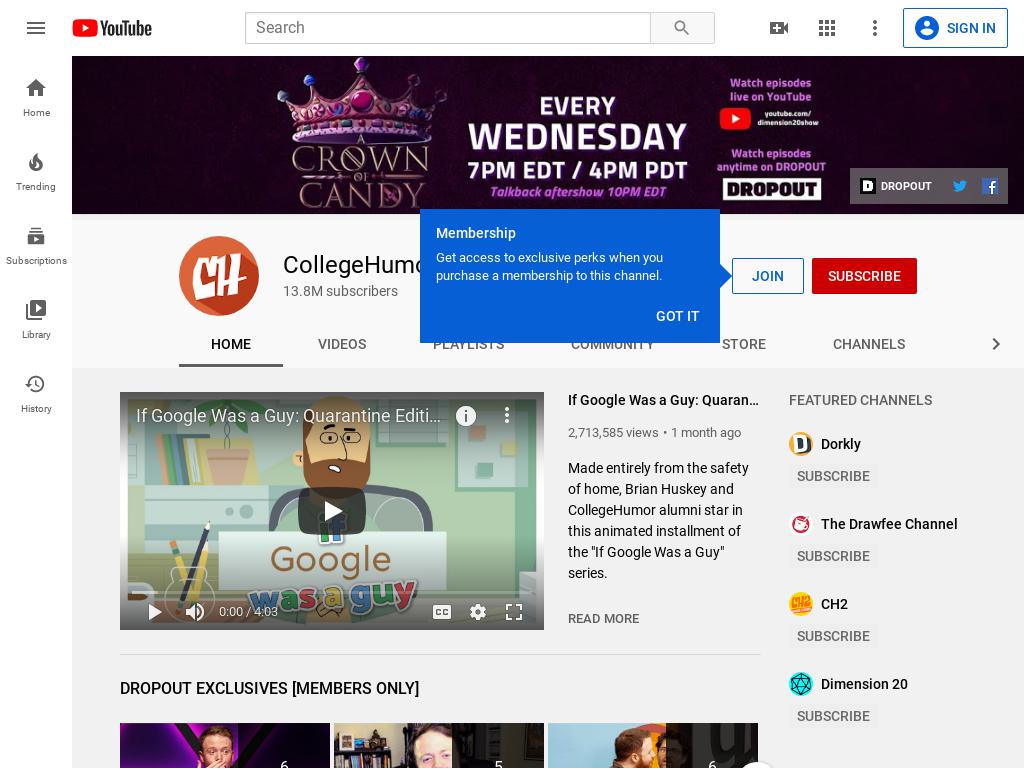 YouTube
Search
SIGN IN
Home
Trending
Subscriptions
Library
History
A
CROWN
OF
CANDY
EVERY
WEDNESDAY
7PM EDT / 4PM PDT
Talkback aftershow 10PM EDT
Watch episodes
live on YouTube
youtube.com/
dimension20show
Watch episodes
anytime on DROPOUT
DROPOUT
D DROPOUT
CH
CollegeHumo
13.8M subscribers
Membership
Get access to exclusive perks when you
purchase a membership to this channel.
GOT IT
JOIN
SUBSCRIBE
HOME
VIDEOS
PLAYLISTS
COMMUNITY
STORE
CHANNELS
If Google Was a Guy: Quarantine Editi...
if
Google
was a guy
0:00 / 4:03
CC
If Google Was a Guy: Quaran...
2,713,585 views • 1 month ago
Made entirely from the safety
of home, Brian Huskey and
CollegeHumor alumni star in
this animated installment of
the "If Google Was a Guy"
series.
READ MORE
FEATURED CHANNELS
Dorkly
SUBSCRIBE
The Drawfee Channel
SUBSCRIBE
CH2
CH2
SUBSCRIBE
Dimension 20
SUBSCRIBE
DROPOUT EXCLUSIVES [MEMBERS ONLY]
6
5
6